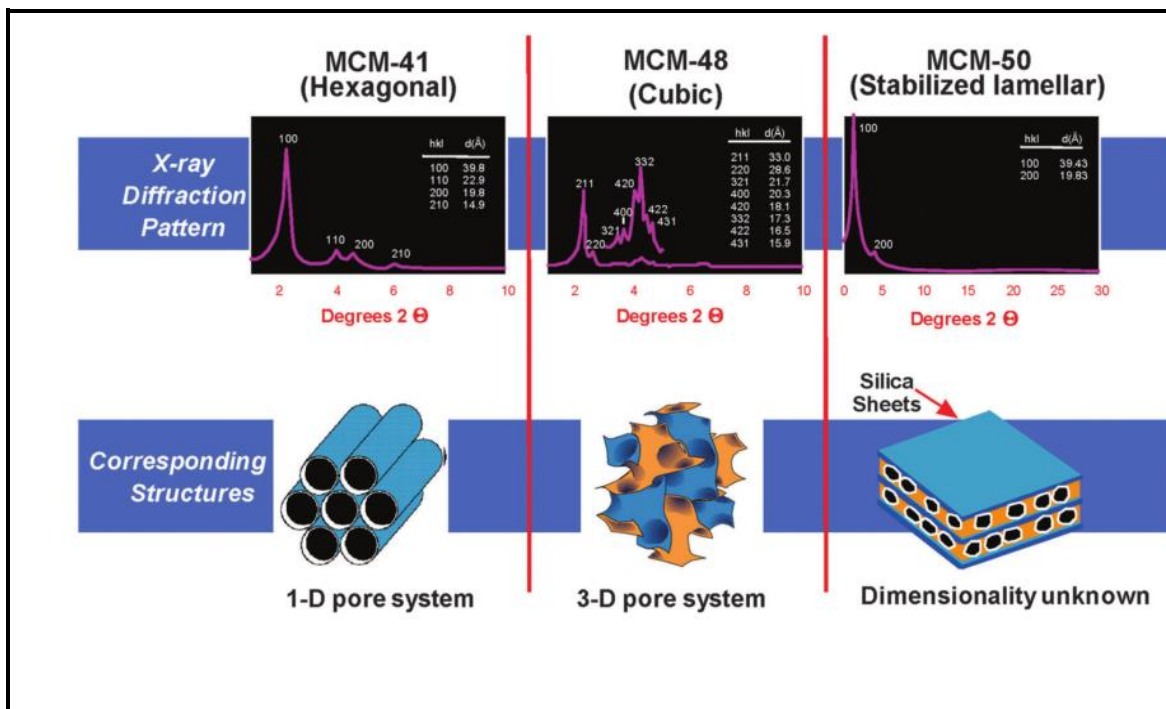 MCM-41
(Hexagonal)
MCM-48
(Cubic)
MCM-50
(Stabilized lamellar)
X-ray
Diffraction
Pattern
100
110
200
210
hkl d(Å)
100 39.8
110 22.9
200 19.8
210 14.9
2 4 6 8 10
Degrees 2 Θ
211
220
321
400
420
332
422
431
hkl d(Å)
211 33.0
220 28.6
321 21.7
400 20.3
420 18.1
332 17.3
422 16.5
431 15.9
2 4 6 8 10
Degrees 2 Θ
100
200
hkl d(Å)
100 39.43
200 19.83
0 5 10 15 20 25 30
Degrees 2 Θ
Corresponding
Structures
Silica
Sheets
1-D pore system
3-D pore system
Dimensionality unknown